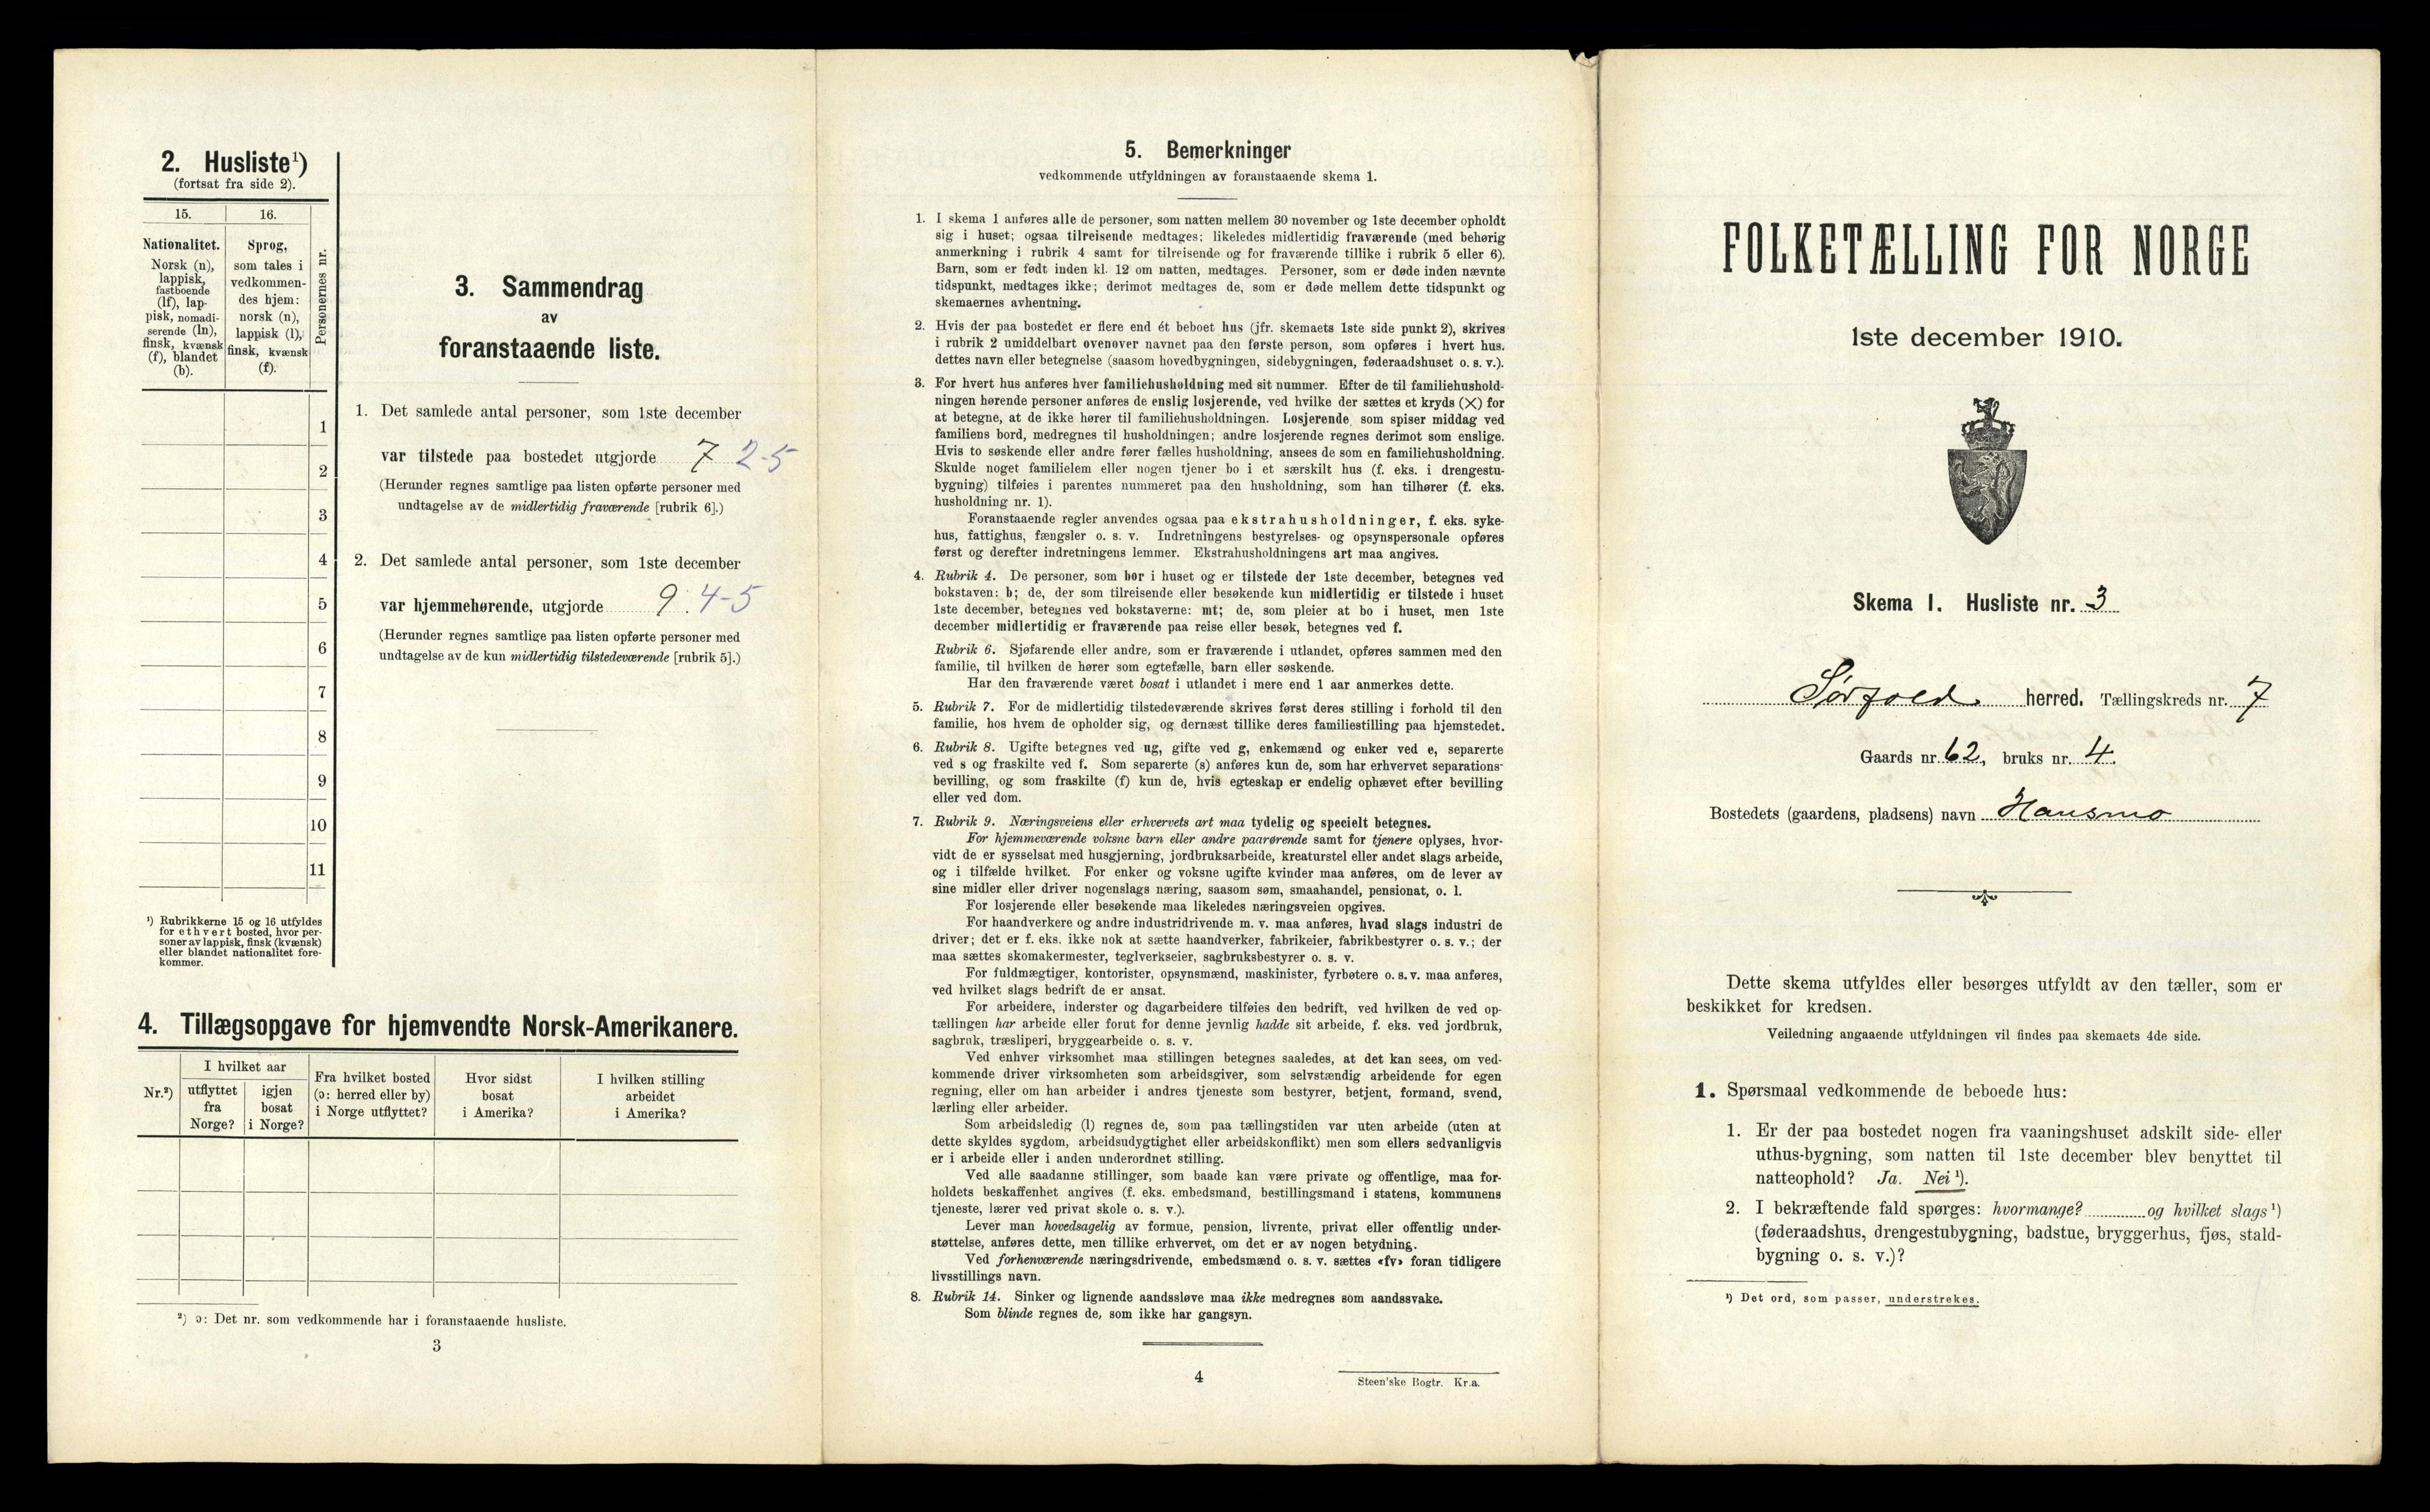 2. Husliste¹)
(fortsat fra side 2).
15.
16.
Personernes nr.
Nationalitet.
Norsk (n),
lappisk,
fastboende
(lf), lap-
pisk, nomadi-
serende (ln),
finsk, kvænsk
(f), blandet
(b).
Sprog,
som tales i
vedkommen-
des hjem:
norsk (n),
lappisk (l),
finsk, kvænsk
(f).
1
2
3
4
5
6
7
8
9
10
11
¹) Rubrikkerne 15 og 16 utfyldes
for ethvert bosted, hvor per-
soner av lappisk, finsk (kvænsk)
eller blandet nationalitet fore-
kommer.
3. Sammendrag
av
foranstaaende liste.
1. Det samlede antal personer, som 1ste december
var tilstede paa bostedet utgjorde 7 2-5
(Herunder regnes samtlige paa listen opførte personer med
undtagelse av de midlertidig fraværende [rubrik 6].)
2. Det samlede antal personer, som 1ste december
var hjemmehørende, utgjorde 9 4-5
(Herunder regnes samtlige paa listen opførte personer med
undtagelse av de kun midlertidig tilstedeværende [rubrik 5].)
4. Tillægsopgave for hjemvendte Norsk-Amerikanere.
Nr.²)
I hvilket aar
utflyttet
fra
Norge?
igjen
bosat
i Norge?
Fra hvilket bosted
(ɔ: herred eller by)
i Norge utflyttet?
Hvor sidst
bosat
i Amerika?
I hvilken stilling
arbeidet
i Amerika?
²) ɔ: Det nr. som vedkommende har i foranstaaende husliste.
3
5. Bemerkninger
vedkommende utfyldningen av foranstaaende skema 1.
1. I skema 1 anføres alle de personer, som natten mellem 30 november og 1ste december opholdt
sig i huset; ogsaa tilreisende medtages; likeledes midlertidig fraværende (med behørig
anmerkning i rubrik 4 samt for tilreisende og for fraværende tillike i rubrik 5 eller 6).
Barn, som er født inden kl. 12 om natten, medtages. Personer, som er døde inden nævnte
tidspunkt, medtages ikke; derimot medtages de, som er døde mellem dette tidspunkt og
skemaernes avhentning.
2. Hvis der paa bostedet er flere end ét beboet hus (jfr. skemaets 1ste side punkt 2), skrives
i rubrik 2 umiddelbart ovenover navnet paa den første person, som opføres i hvert hus,
dettes navn eller betegnelse (saasom hovedbygningen, sidebygningen, føderaadshuset o. s. v.).
3. For hvert hus anføres hver familiehusholdning med sit nummer. Efter de til familiehushold-
ningen hørende personer anføres de enslig losjerende, ved hvilke der sættes et kryds (×) for
at betegne, at de ikke hører til familiehusholdningen. Losjerende som spiser middag ved
familiens bord, medregnes til husholdningen; andre losjerende regnes derimot som enslige.
Hvis to søskende eller andre fører fælles husholdning, ansees de som en familiehusholdning.
Skulde noget familielem eller nogen tjener bo i et særskilt hus (f. eks. i drengestu-
bygning) tilføies i parentes nummeret paa den husholdning, som han tilhører (f. eks.
husholdning nr. 1).
Foranstaaende regler anvendes ogsaa paa ekstrahusholdninger, f. eks. syke-
hus, fattighus, fængsler o. s. v. Indretningens bestyrelses- og opsynspersonale opføres
først og derefter indretningens lemmer. Ekstrahusholdningens art maa angives.
4. Rubrik 4. De personer, som bor i huset og er tilstede der 1ste december, betegnes ved
bokstaven: b; de, der som tilreisende eller besøkende kun midlertidig er tilstede i huset
1ste december, betegnes ved bokstaverne: mt; de, som pleier at bo i huset, men 1ste
december midlertidig er fraværende paa reise eller besøk, betegnes ved f.
Rubrik 6. Sjøfarende eller andre, som er fraværende i utlandet, opføres sammen med den
familie, til hvilken de hører som egtefælle, barn eller søskende.
Har den fraværende været bosat i utlandet i mere end 1 aar anmerkes dette.
5. Rubrik 7. For de midlertidig tilstedeværende skrives først deres stilling i forhold til den
familie, hos hvem de opholder sig, og dernæst tillike deres familiestilling paa hjemstedet.
6. Rubrik 8. Ugifte betegnes ved ug, gifte ved g, enkemænd og enker ved e, separerte
ved s og fraskilte ved f. Som separerte (s) anføres kun de, som har erhvervet separations-
bevilling, og som fraskilte (f) kun de, hvis egteskap er endelig ophævet efter bevilling
eller ved dom.
7. Rubrik 9. Næringsveiens eller erhvervets art maa tydelig og specielt betegnes.
For hjemmeværende voksne barn eller andre paarørende samt for tjenere oplyses, hvor-
vidt de er sysselsat med husgjerning, jordbruksarbeide, kreaturstel eller andet slags arbeide,
og i tilfælde hvilket. For enker og voksne ugifte kvinder maa anføres, om de lever av
sine midler eller driver nogenslags næring, saasom søm, smaahandel, pensionat, o. l.
For losjerende eller besøkende maa likeledes næringsveien opgives.
For haandverkere og andre industridrivende m. v. maa anføres, hvad slags industri de
driver; det er f. eks. ikke nok at sætte haandverker, fabrikeier, fabrikbestyrer o. s. v.; der
maa sættes skomakermester, teglverkseier, sagbruksbestyrer o. s. v.
For fuldmægtiger, kontorister, opsynsmænd, maskinister, fyrbøtere o. s. v. maa anføres,
ved hvilket slags bedrift de er ansat.
For arbeidere, inderster og dagarbeidere tilføies den bedrift, ved hvilken de ved op-
tællingen har arbeide eller forut for denne jevnlig hadde sit arbeide, f. eks. ved jordbruk,
sagbruk, træsliperi, bryggearbeide o. s. v.
Ved enhver virksomhet maa stillingen betegnes saaledes, at det kan sees, om ved-
kommende driver virksomheten som arbeidsgiver, som selvstændig arbeidende for egen
regning, eller om han arbeider i andres tjeneste som bestyrer, betjent, formand, svend,
lærling eller arbeider.
Som arbeidsledig (l) regnes de, som paa tællingstiden var uten arbeide (uten at
dette skyldes sygdom, arbeidsudygtighet eller arbeidskonflikt) men som ellers sedvanligvis
er i arbeide eller i anden underordnet stilling.
Ved alle saadanne stillinger, som baade kan være private og offentlige, maa for-
holdets beskaffenhet angives (f. eks. embedsmand, bestillingsmand i statens, kommunens
tjeneste, lærer ved privat skole o. s. v.).
Lever man hovedsagelig av formue, pension, livrente, privat eller offentlig under-
støttelse, anføres dette, men tillike erhvervet, om det er av nogen betydning.
Ved forhenværende næringsdrivende, embedsmænd o. s. v. sættes «fv» foran tidligere
livsstillings navn.
8. Rubrik 14. Sinker og lignende aandssløve maa ikke medregnes som aandssvake.
Som blinde regnes de, som ikke har gangsyn.
4
Steen'ske Bogtr. Kr.a.
FOLKETÆLLING FOR NORGE
1ste december 1910.
Skema 1. Husliste nr. 3
Sørfold herred. Tællingskreds nr. 7
Gaards nr. 62, bruks nr. 4.
Bostedets (gaardens, pladsens) navn Hansmo
Dette skema utfyldes eller besørges utfyldt av den tæller, som er
beskikket for kredsen.
Veiledning angaaende utfyldningen vil findes paa skemaets 4de side.
1. Spørsmaal vedkommende de beboede hus:
1. Er der paa bostedet nogen fra vaaningshuset adskilt side- eller
uthus-bygning, som natten til 1ste december blev benyttet til
natteophold? Ja. Nei ¹).
2. I bekræftende fald spørges: hvormange? og hvilket slags ¹)
(føderaadshus, drengestubygning, badstue, bryggerhus, fjøs, stald-
bygning o. s. v.)?
¹) Det ord, som passer, understrekes.